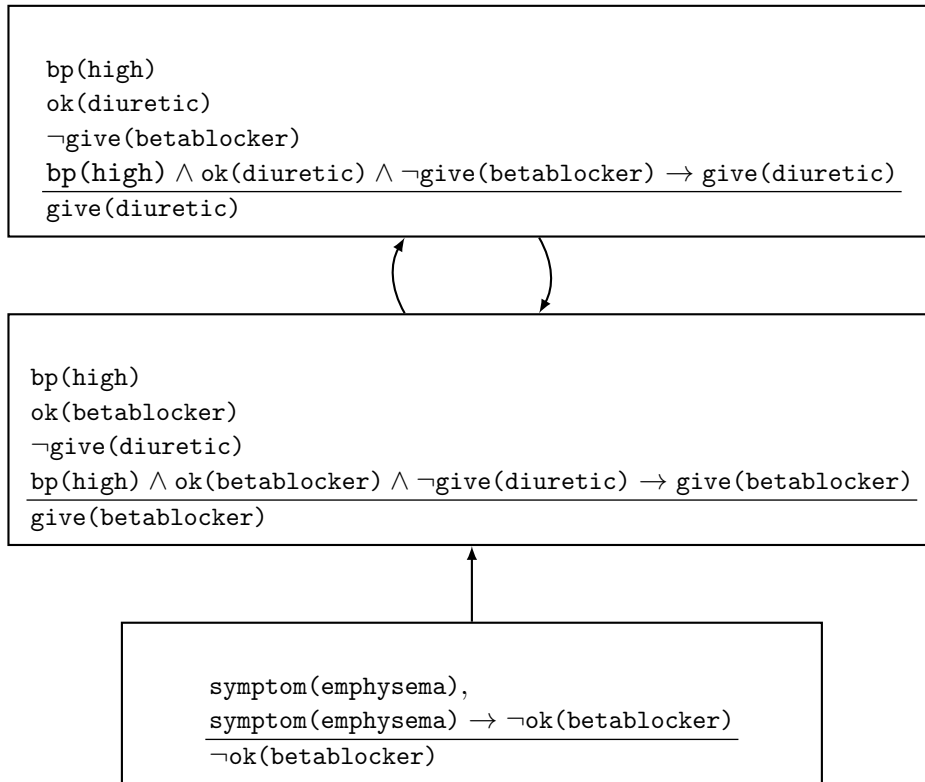 bp(high)
ok(diuretic)
¬give(betablocker)
bp(high) ∧ ok(diuretic) ∧ ¬give(betablocker) → give(diuretic)
give(diuretic)
bp(high)
ok(betablocker)
¬give(diuretic)
bp(high) ∧ ok(betablocker) ∧ ¬give(diuretic) → give(betablocker)
give(betablocker)
symptom(emphysema),
symptom(emphysema) → ¬ok(betablocker)
¬ok(betablocker)